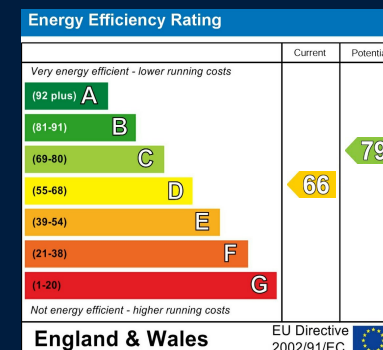 Energy Efficiency Rating
Current Potentia
Very energy efficient - lower running costs
(92 plus) A
(81-91) B
(69-80) C
79
(55-68) D
66
(39-54) E
(21-38) F
(1-20) G
Not energy efficient - higher running costs
England & Wales
EU Directive
2002/91/EC